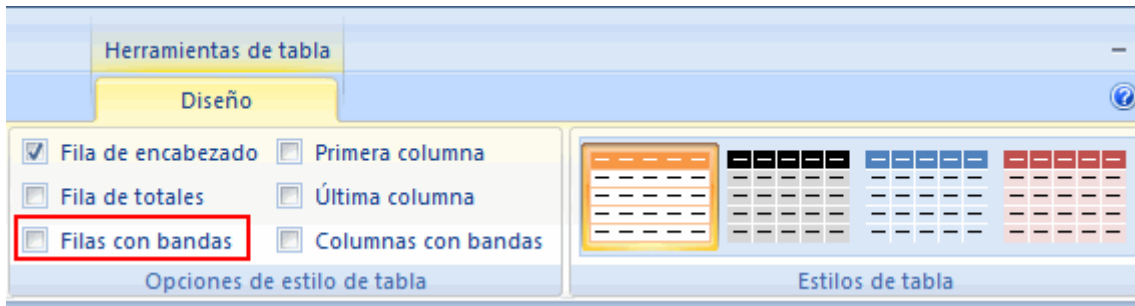 Herramientas de tabla
Diseño
Fila de encabezado
Primera columna
Fila de totales
Última columna
Filas con bandas
Columnas con bandas
Opciones de estilo de tabla
Estilos de tabla